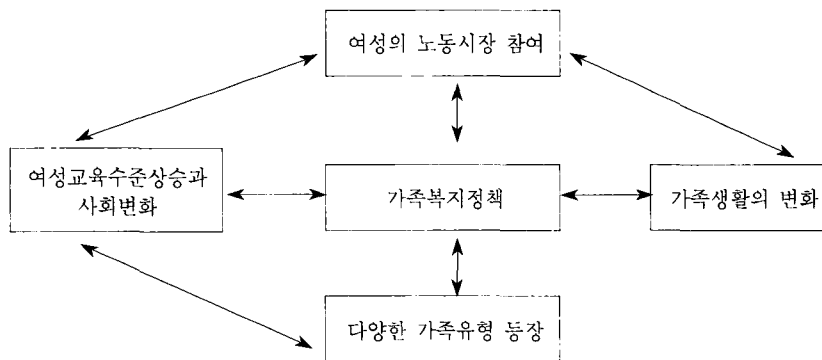 여성의 노동시장 참여
여성교육수준상승과
사회변화
가족복지정책
가족생활의 변화
다양한 가족유형 등장